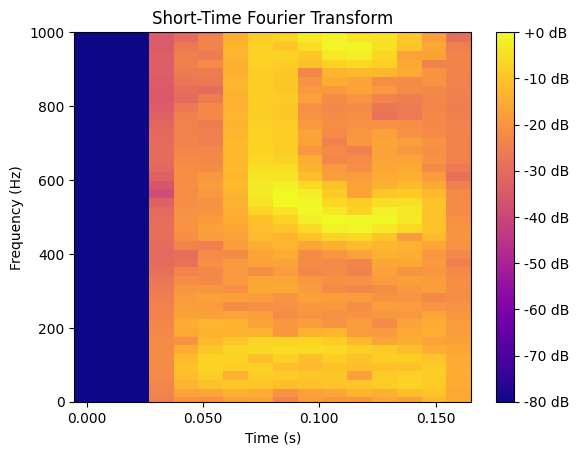 Short-Time Fourier Transform
1000
800
600
400
200
0
Frequency (Hz)
0.000 0.050 0.100 0.150
Time (s)
+0 dB
-10 dB
-20 dB
-30 dB
-40 dB
-50 dB
-60 dB
-70 dB
-80 dB